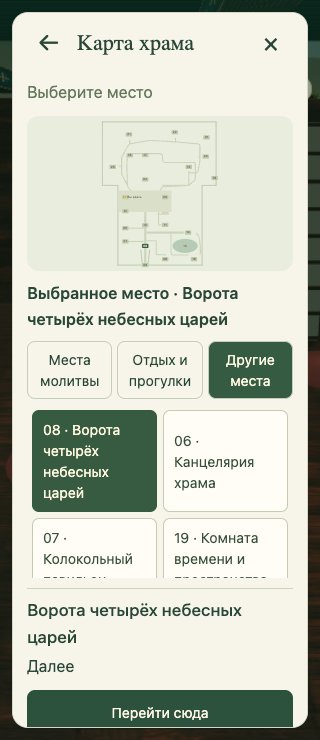 Карта храма
Выберите место
Выбранное место · Ворота
четырёх небесных царей
Места
молитвы
Отдых и
прогулки
Другие
места
08 · Ворота
четырёх
небесных
царей
06 ·
Канцелярия
храма
07 ·
Колокольный
19 · Комната
времени и
Ворота четырёх небесных
царей
Далее
Перейти сюда